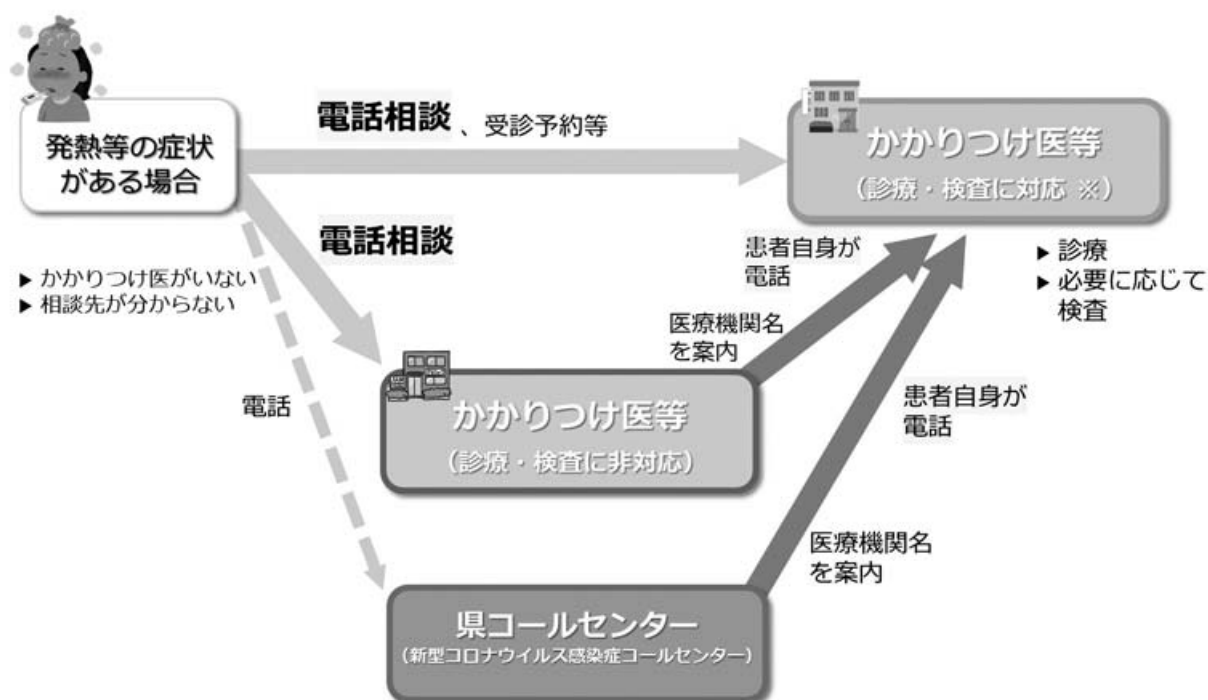 発熱等の症状
がある場合
▶ かかりつけ医がいない
▶ 相談先が分からない
電話相談 、受診予約等
電話相談
電話
かかりつけ医等
（診療・検査に対応 ※）
▶ 診療
▶ 必要に応じて
検査
患者自身が
電話
医療機関名
を案内
かかりつけ医等
（診療・検査に非対応）
患者自身が
電話
医療機関名
を案内
県コールセンター
（新型コロナウイルス感染症コールセンター）